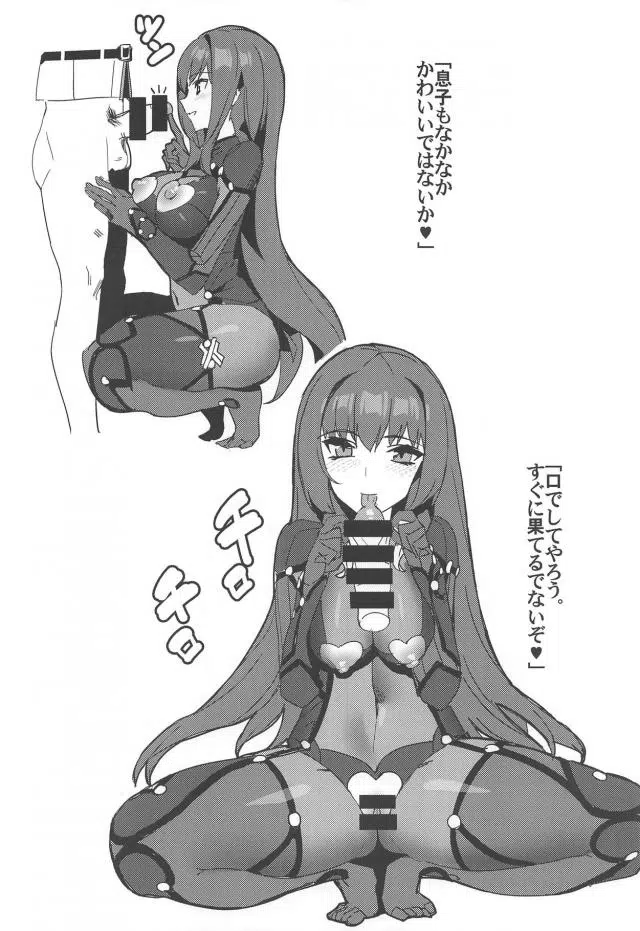 「息子もなかなか
かわいいではないか♥」
ツュ
「口でしてやろう。
すぐに果てるでないぞ♥」
チロ
チロ